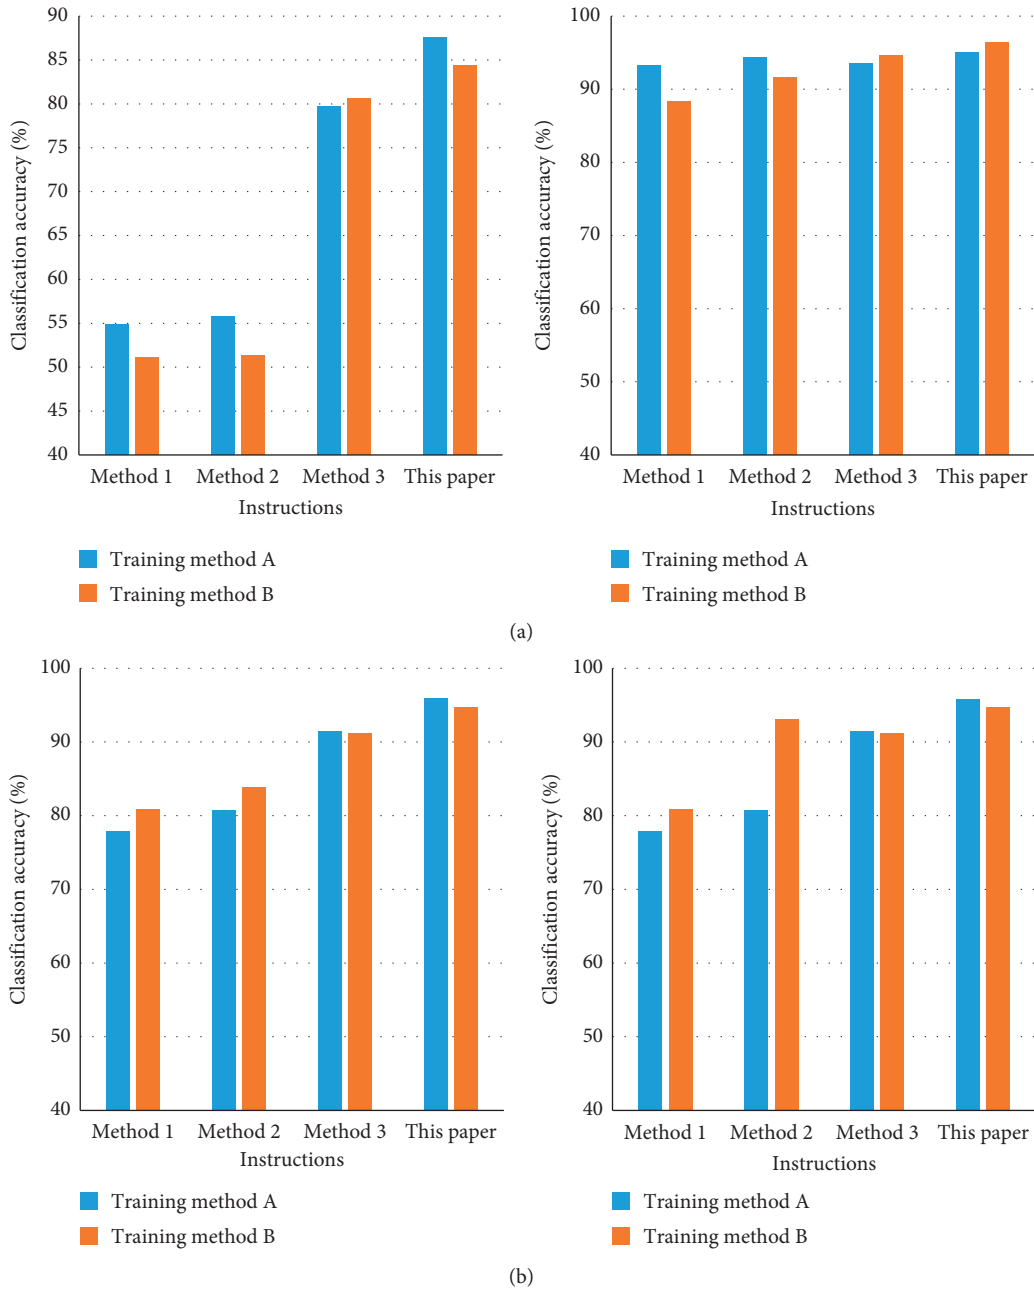 90
85
80
75
70
65
60
55
50
45
40
Classification accuracy (%)
Method 1 Method 2 Method 3 This paper
Instructions
Training method A
Training method B
100
90
80
70
60
50
40
Classification accuracy (%)
Method 1 Method 2 Method 3 This paper
Instructions
Training method A
Training method B
(a)
100
90
80
70
60
50
40
Classification accuracy (%)
Method 1 Method 2 Method 3 This paper
Instructions
Training method A
Training method B
100
90
80
70
60
50
40
Classification accuracy (%)
Method 1 Method 2 Method 3 This paper
Instructions
Training method A
Training method B
(b)